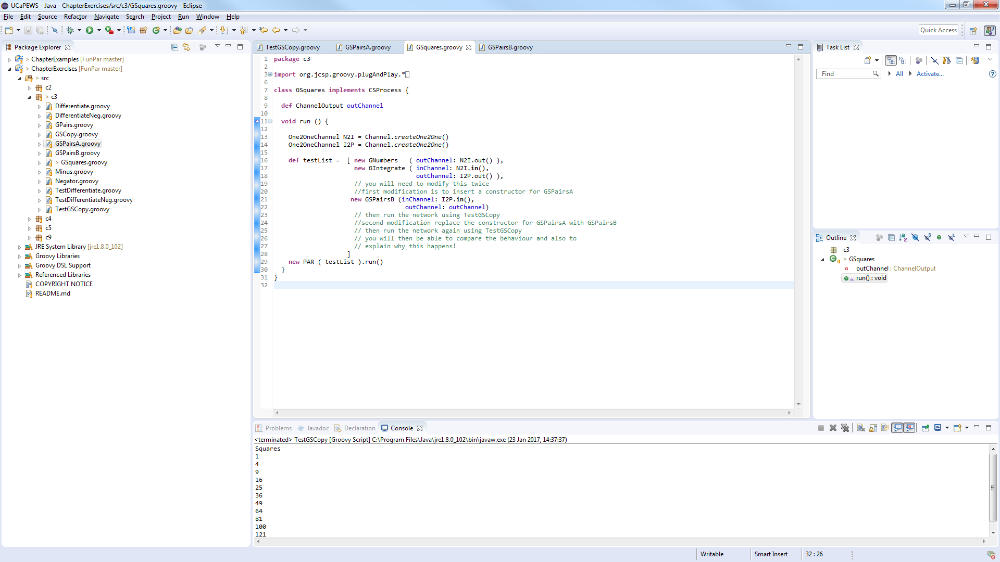 UCaPEWS - Java - ChapterExercises/src/c3/GSquares.groovy - Eclipse
File Edit Source Refactor Navigate Search Project Run Window Help
Quick Access
Package Explorer
> ChapterExamples [FunPar master]
> ChapterExercises [FunPar master]
> src
c2
> c3
Differentiate.groovy
DifferentiateNeg.groovy
GPairs.groovy
GSCopy.groovy
GSPairsA.groovy
GSPairsB.groovy
> GSquares.groovy
Minus.groovy
Negator.groovy
TestDifferentiate.groovy
TestDifferentiateNeg.groovy
TestGSCopy.groovy
c4
c5
c9
JRE System Library [jre1.8.0_102]
Groovy Libraries
Groovy DSL Support
Referenced Libraries
COPYRIGHT NOTICE
README.md
TestGSCopy.groovy GSPairsA.groovy GSquares.groovy GSPairsB.groovy
1 package c3
2
3 import org.jcsp.groovy.plugAndPlay.*
6
7 class GSquares implements CSProcess {
8
9 def ChannelOutput outChannel
10
11 void run () {
12
13 One2OneChannel N2I = Channel.createOne2One()
14 One2OneChannel I2P = Channel.createOne2One()
15
16 def testList = [ new GNumbers ( outChannel: N2I.out() ),
17 new GIntegrate ( inChannel: N2I.in(),
18 outChannel: I2P.out() ),
19 // you will need to modify this twice
20 //first modification is to insert a constructor for GSPairsA
21 new GSPairsB (inChannel: I2P.in(),
22 outChannel: outChannel)
23 // then run the network using TestGSCopy
24 //second modification replace the constructor for GSPairsA with GSPairsB
25 // then run the network again using TestGSCopy
26 // you will then be able to compare the behaviour and also to
27 // explain why this happens!
28 ]
29 new PAR ( testList ).run()
30 }
31 }
32
Task List
Find All Activate...
Outline
c3
> GSquares
outChannel : ChannelOutput
run() : void
Problems @ Javadoc Declaration Console
<terminated> TestGSCopy [Groovy Script] C:\Program Files\Java\jre1.8.0_102\bin\javaw.exe (23 Jan 2017, 14:37:37)
Squares
1
4
9
16
25
36
49
64
81
100
121
Writable Smart Insert 32 : 26